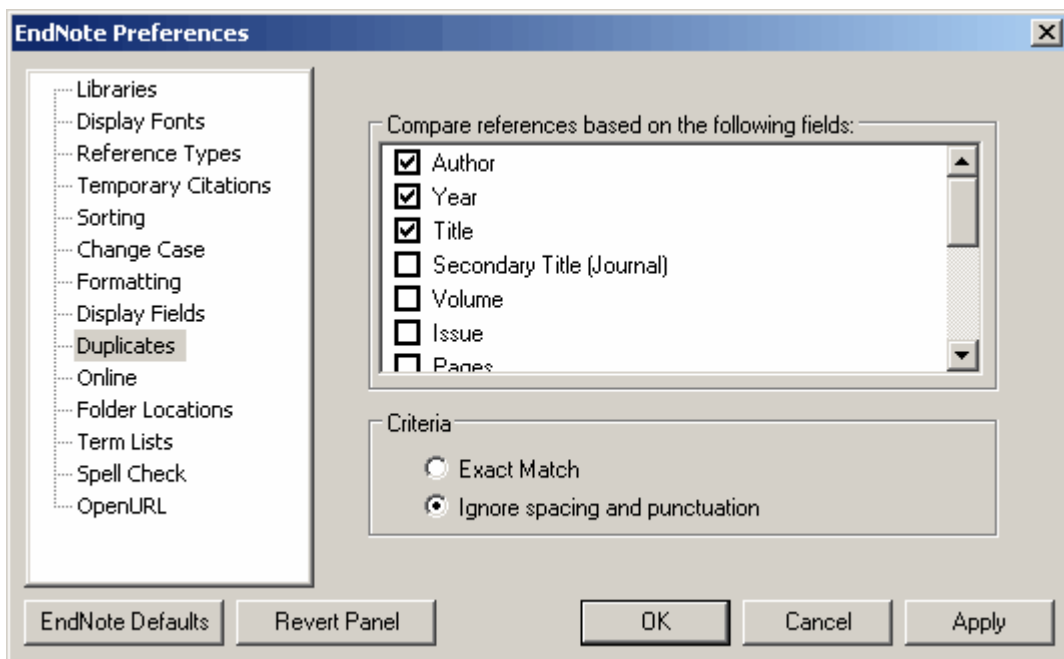 EndNote Preferences
Libraries
Display Fonts
Reference Types
Temporary Citations
Sorting
Change Case
Formatting
Display Fields
Duplicates
Online
Folder Locations
Term Lists
Spell Check
OpenURL
Compare references based on the following fields:
Author
Year
Title
Secondary Title (Journal)
Volume
Issue
Pages
Criteria
Exact Match
Ignore spacing and punctuation
EndNote Defaults
Revert Panel
OK
Cancel
Apply